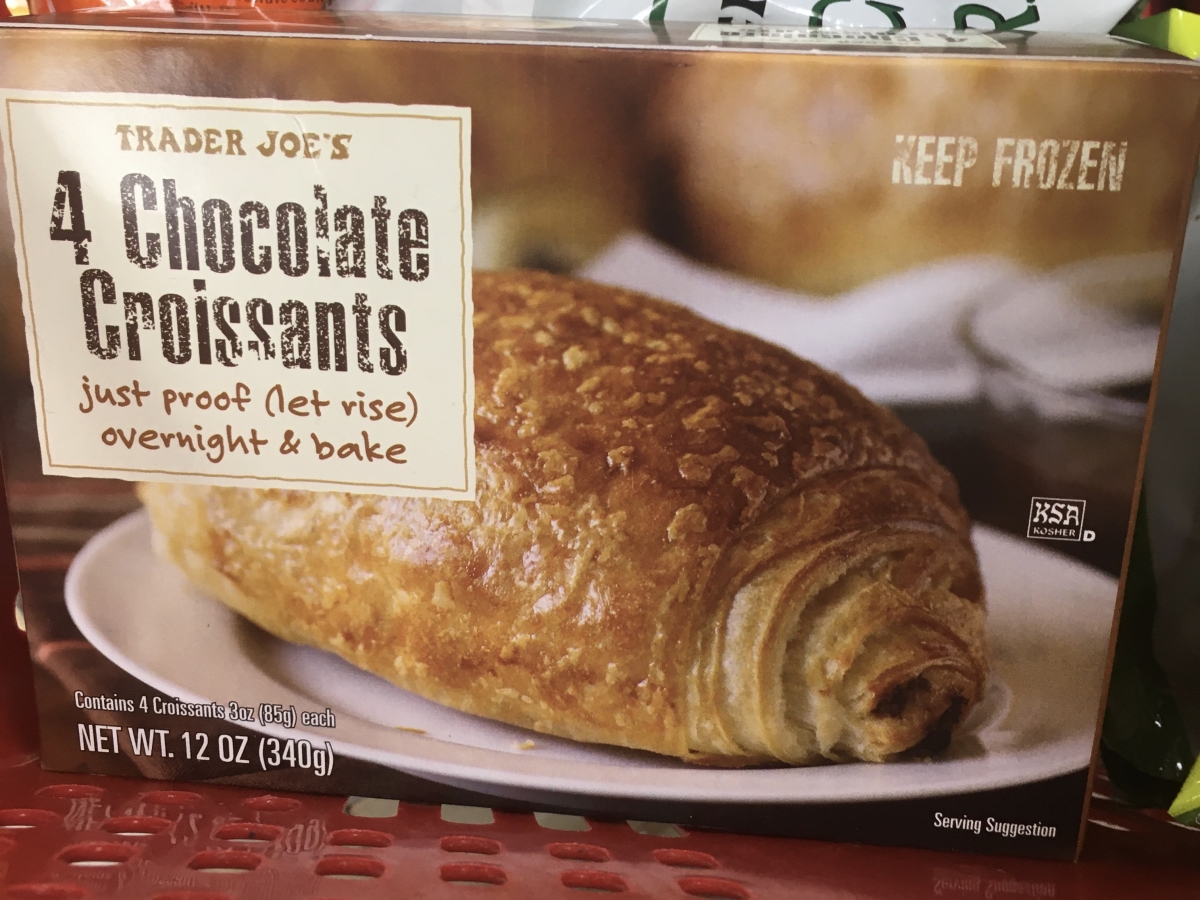 TRADER JOE'S
4 Chocolate
Croissants
just proof (let rise)
overnight & bake
KEEP FROZEN
KSA
KOSHER D
Contains 4 Croissants 3oz (85g) each
NET WT. 12 OZ (340g)
Serving Suggestion